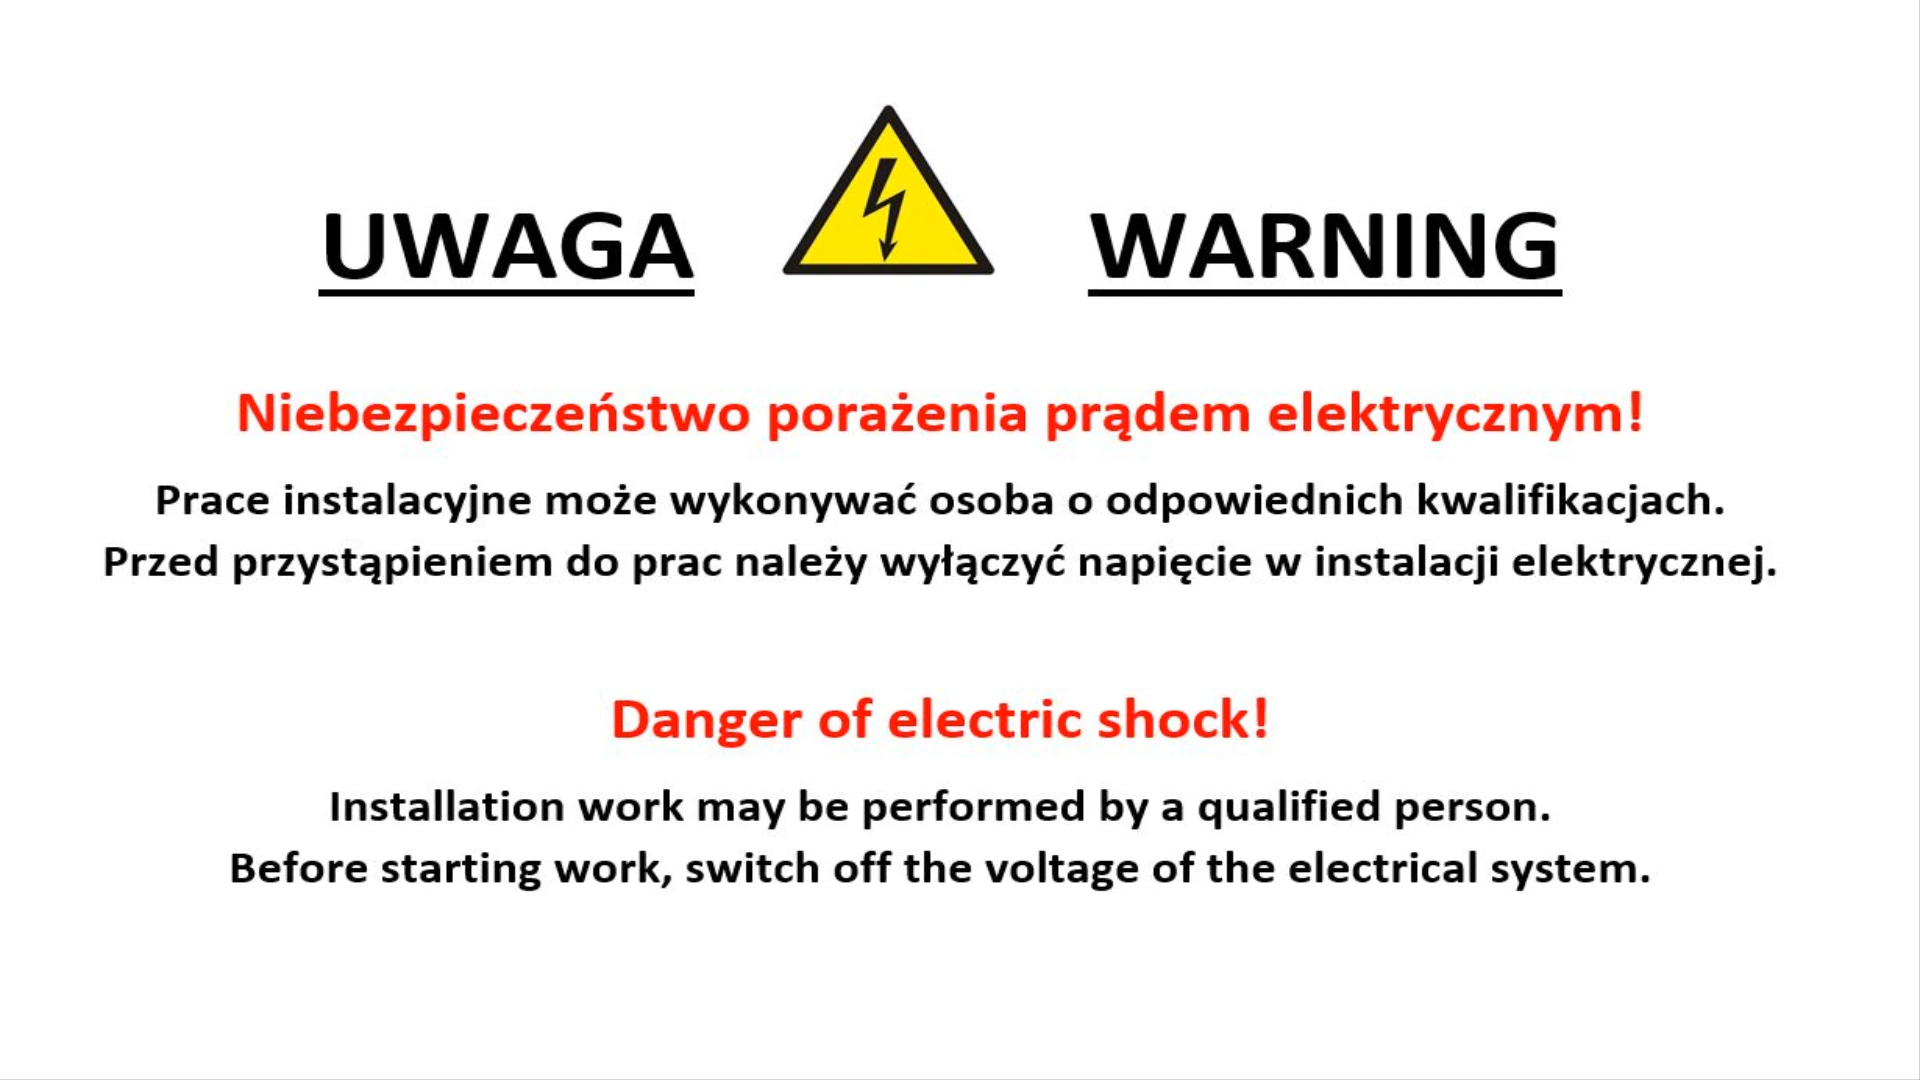 UWAGA WARNING
Niebezpieczeństwo porażenia prądem elektrycznym!
Prace instalacyjne może wykonywać osoba o odpowiednich kwalifikacjach.
Przed przystąpieniem do prac należy wyłączyć napięcie w instalacji elektrycznej.
Danger of electric shock!
Installation work may be performed by a qualified person.
Before starting work, switch off the voltage of the electrical system.